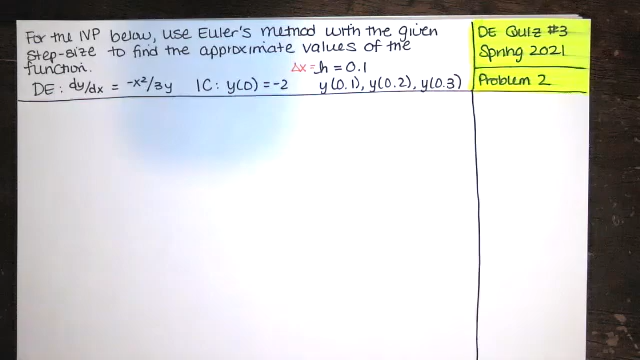 For the IVP below, use Euler's method with the given
step-size to find the approximate values of the
function.
Δx = h = 0.1
DE: dy/dx = -x²/3y IC: y(0) = -2 y(0.1), y(0.2), y(0.3)
DE Quiz #3
Spring 2021
Problem 2